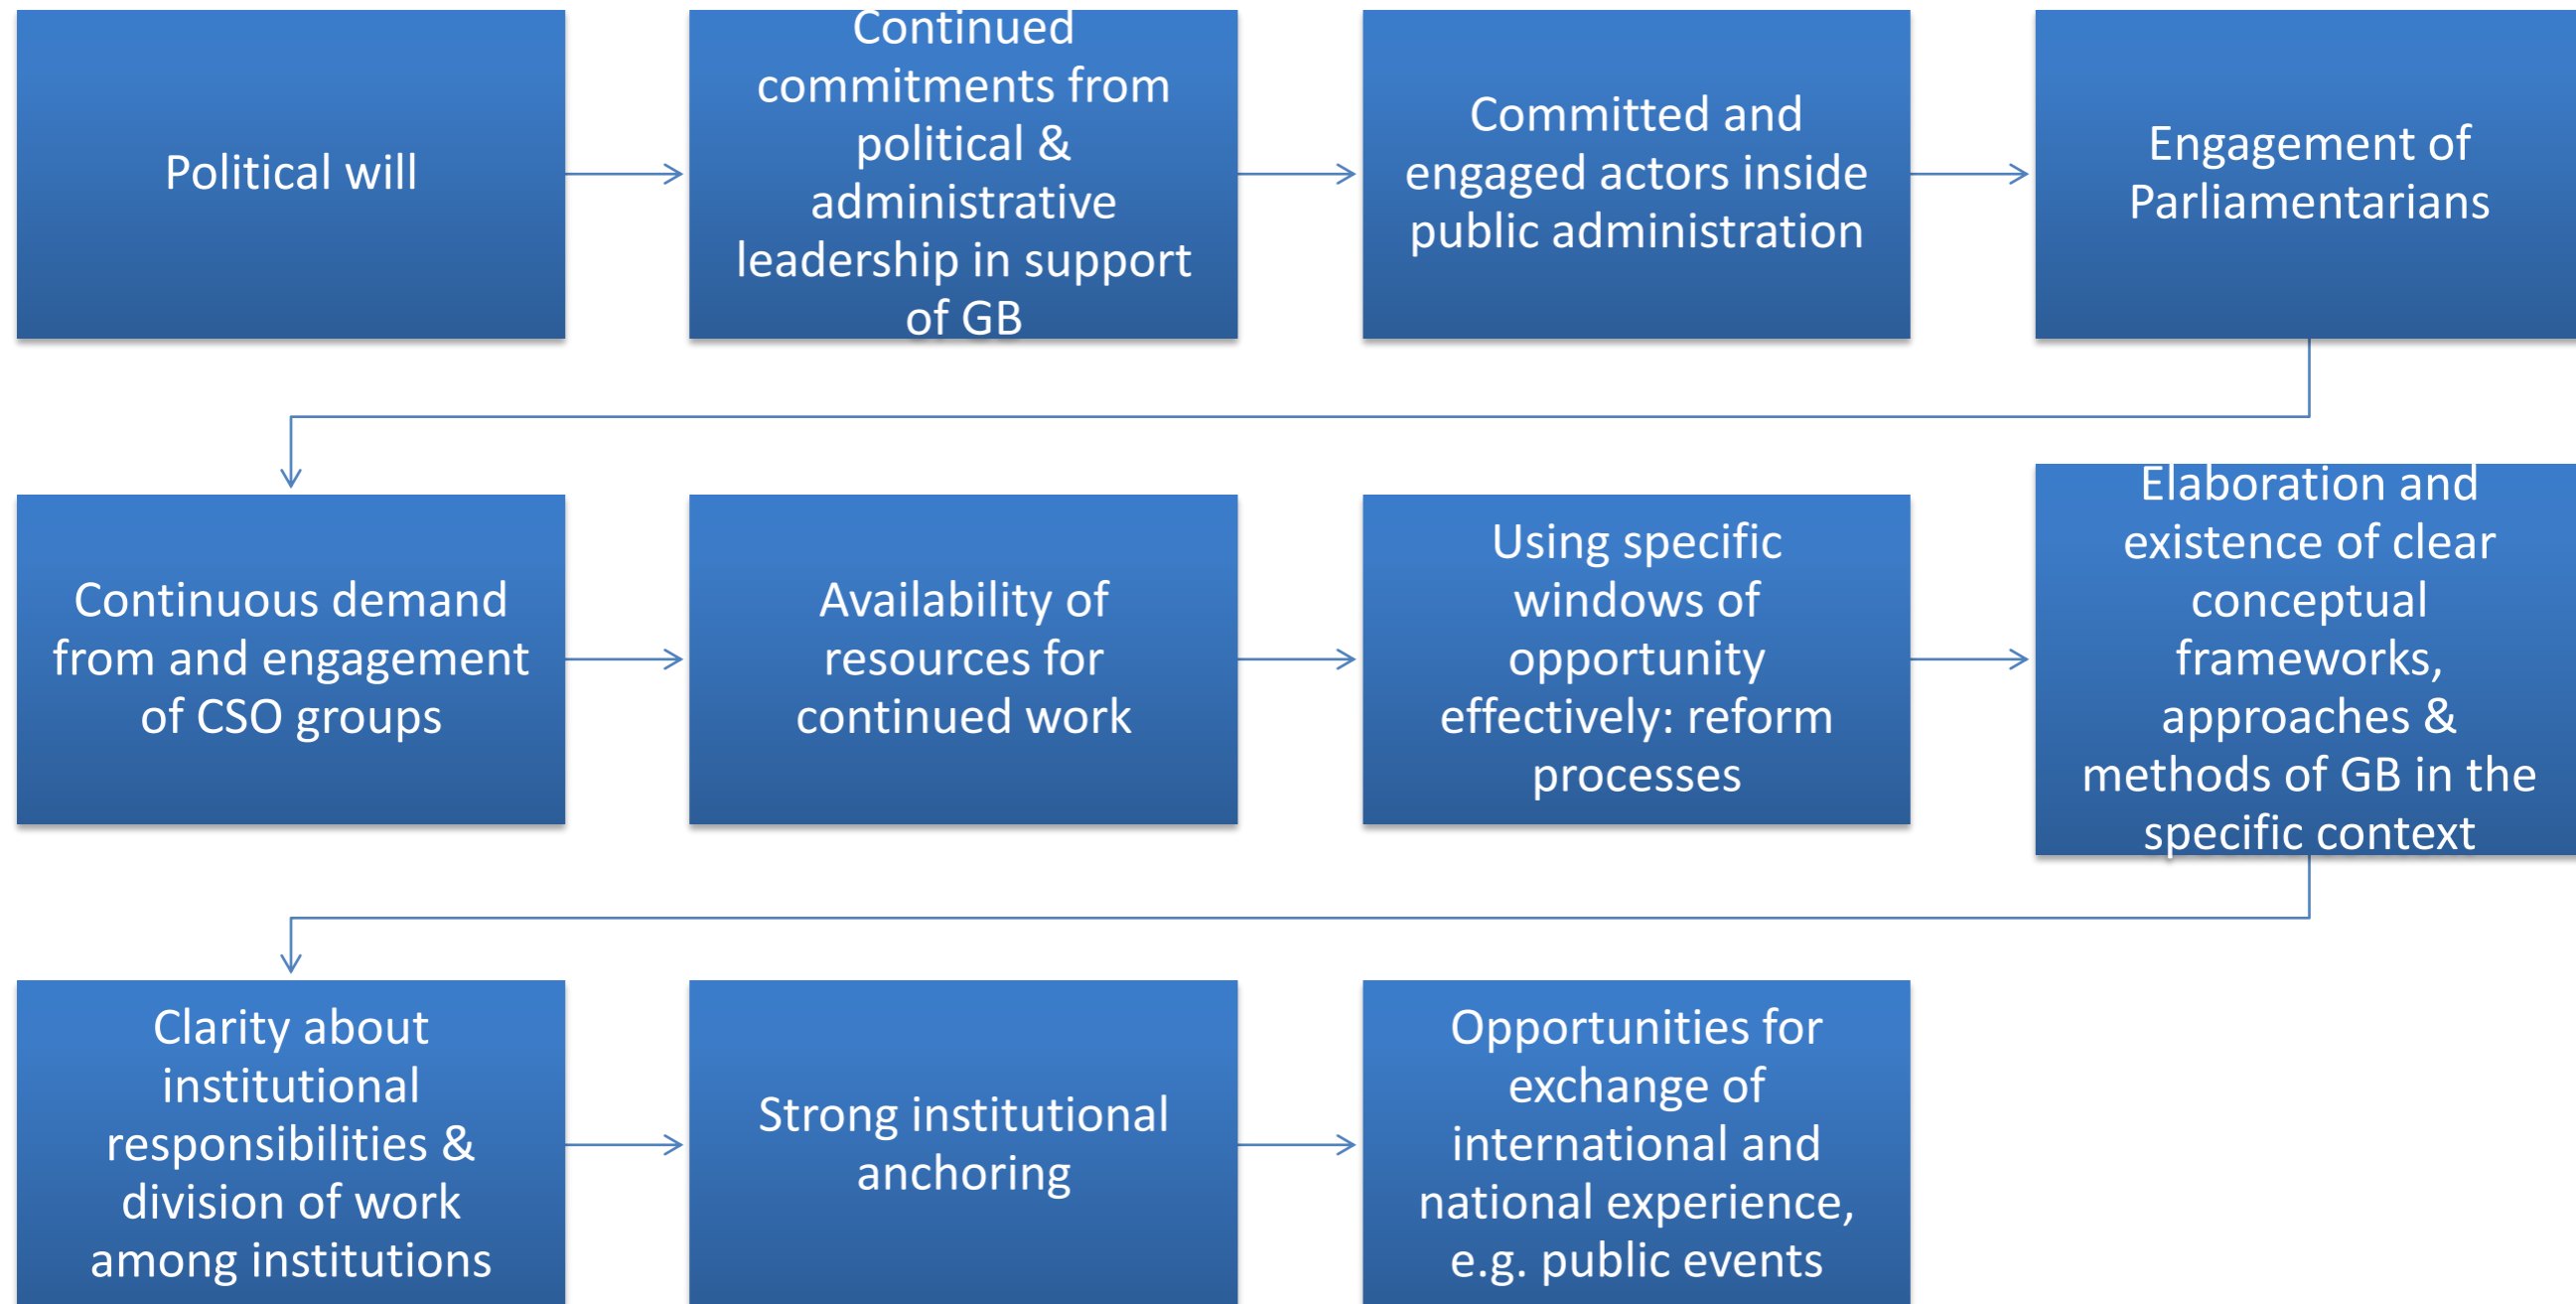 Political will
Continued
commitments from
political &
administrative
leadership in support
of GB
Committed and
engaged actors inside
public administration
Engagement of
Parliamentarians
Continuous demand
from and engagement
of CSO groups
Availability of
resources for
continued work
Using specific
windows of
opportunity
effectively: reform
processes
Elaboration and
existence of clear
conceptual
frameworks,
approaches &
methods of GB in the
specific context
Clarity about
institutional
responsibilities &
division of work
among institutions
Strong institutional
anchoring
Opportunities for
exchange of
international and
national experience,
e.g. public events